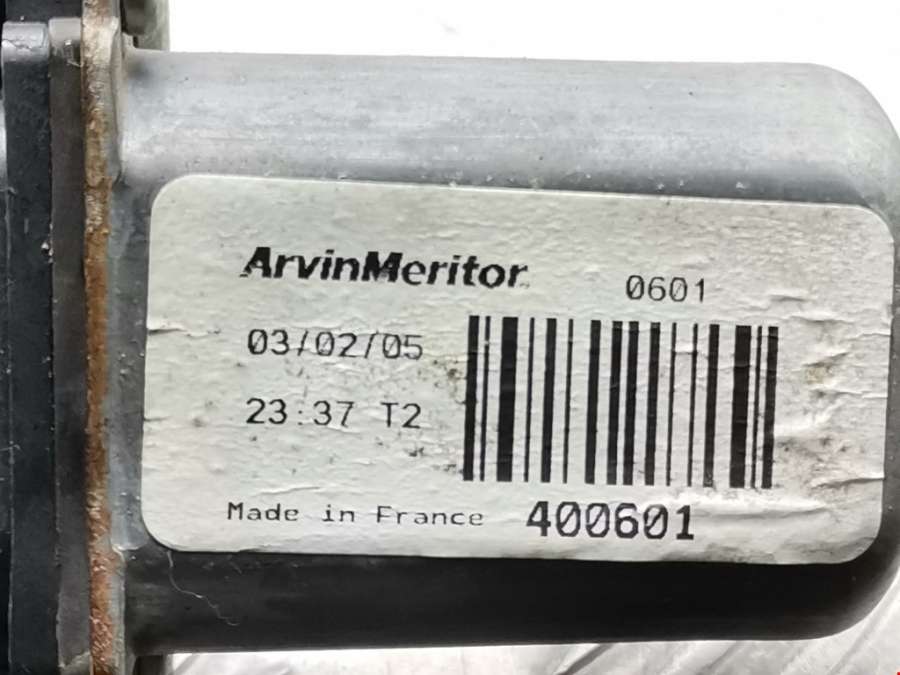 ArvinMeritor
0601
03/02/05
23:37 T2
Made in France
400601